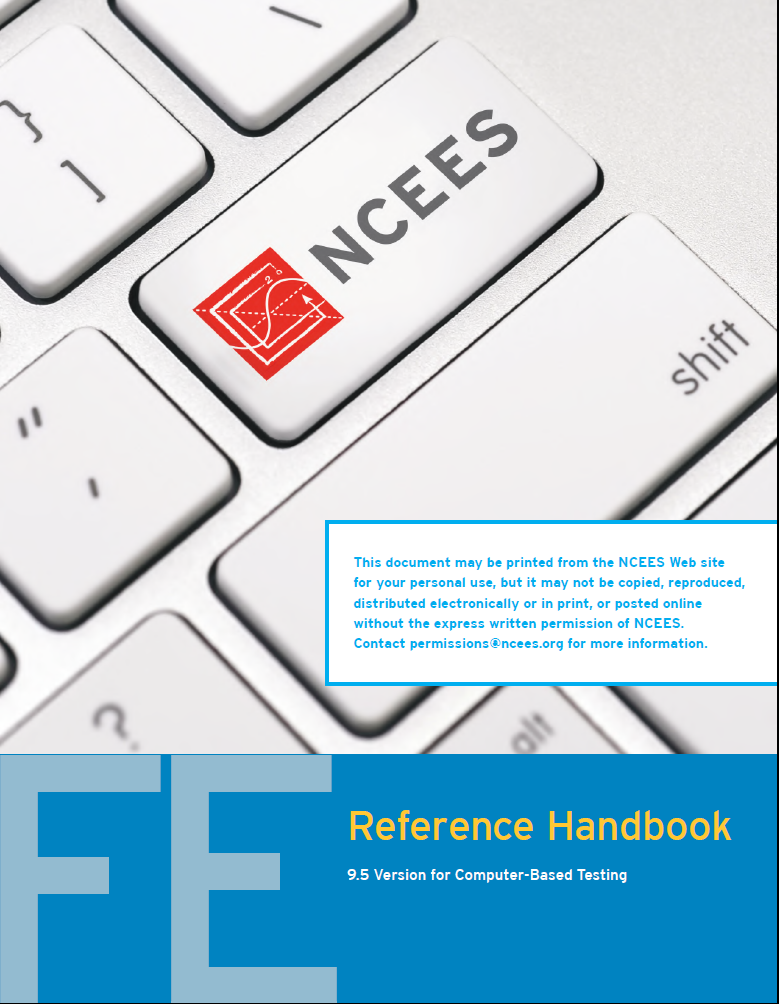 \
}
]
NCEES
2 0
shift
"
'
This document may be printed from the NCEES Web site
for your personal use, but it may not be copied, reproduced,
distributed electronically or in print, or posted online
without the express written permission of NCEES.
Contact permissions@ncees.org for more information.
?
.
alt
FE
Reference Handbook
9.5 Version for Computer-Based Testing